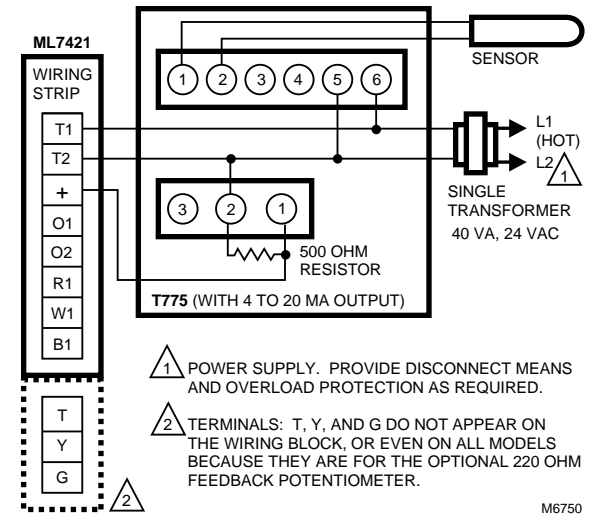 ML7421
WIRING
STRIP
T1
T2
+
O1
O2
R1
W1
B1
T
Y
G
2
1 2 3 4 5 6
3 2 1
500 OHM
RESISTOR
T775 (WITH 4 TO 20 MA OUTPUT)
SENSOR
L1
(HOT)
L2
1
SINGLE
TRANSFORMER
40 VA, 24 VAC
1 POWER SUPPLY. PROVIDE DISCONNECT MEANS
AND OVERLOAD PROTECTION AS REQUIRED.
2 TERMINALS: T, Y, AND G DO NOT APPEAR ON
THE WIRING BLOCK, OR EVEN ON ALL MODELS
BECAUSE THEY ARE FOR THE OPTIONAL 220 OHM
FEEDBACK POTENTIOMETER.
M6750